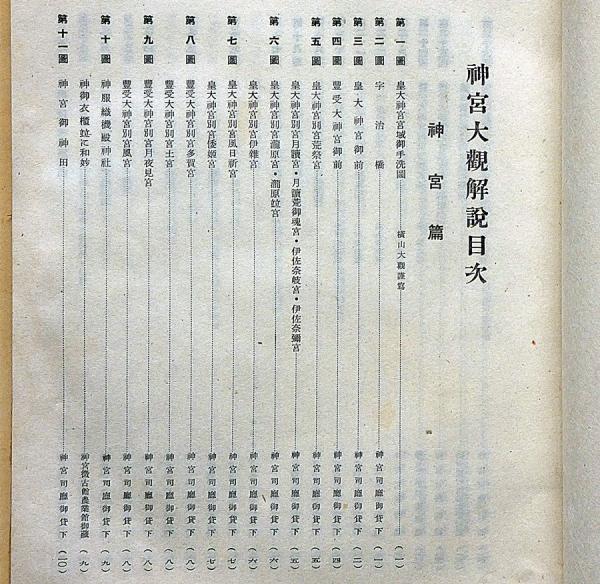 神宮大觀解說目次
神宮篇
第一圖 皇大神宮宮域御手洗圖 橫山大觀謹寫 (一)
第二圖 宇治橋 神宮司廳御貸下 (一)
第三圖 皇大神宮御前 神宮司廳御貸下 (二)
第四圖 豐受大神宮御前 神宮司廳御貸下 (四)
第五圖 皇大神宮別宮荒祭宮 神宮司廳御貸下 (五)
皇大神宮別宮月讀宮・月讀荒御魂宮・伊佐奈岐宮・伊佐奈彌宮 神宮司廳御貸下 (五)
第六圖 皇大神宮別宮瀧原宮・瀧原竝宮 神宮司廳御貸下 (六)
皇大神宮別宮伊雜宮 神宮司廳御貸下 (六)
第七圖 皇大神宮別宮風日祈宮 神宮司廳御貸下 (七)
皇大神宮別宮倭姬宮 神宮司廳御貸下 (七)
第八圖 豐受大神宮別宮多賀宮 神宮司廳御貸下 (八)
豐受大神宮別宮土宮 神宮司廳御貸下 (八)
第九圖 豐受大神宮別宮月夜見宮 神宮司廳御貸下 (八)
豐受大神宮別宮風宮 神宮司廳御貸下 (八)
第十圖 神服織機殿神社 神宮司廳御貸下 (九)
神御衣櫃竝に和妙 神宮徵古館農業館御藏 (九)
第十一圖 神宮御神田 神宮司廳御貸下 (一〇)